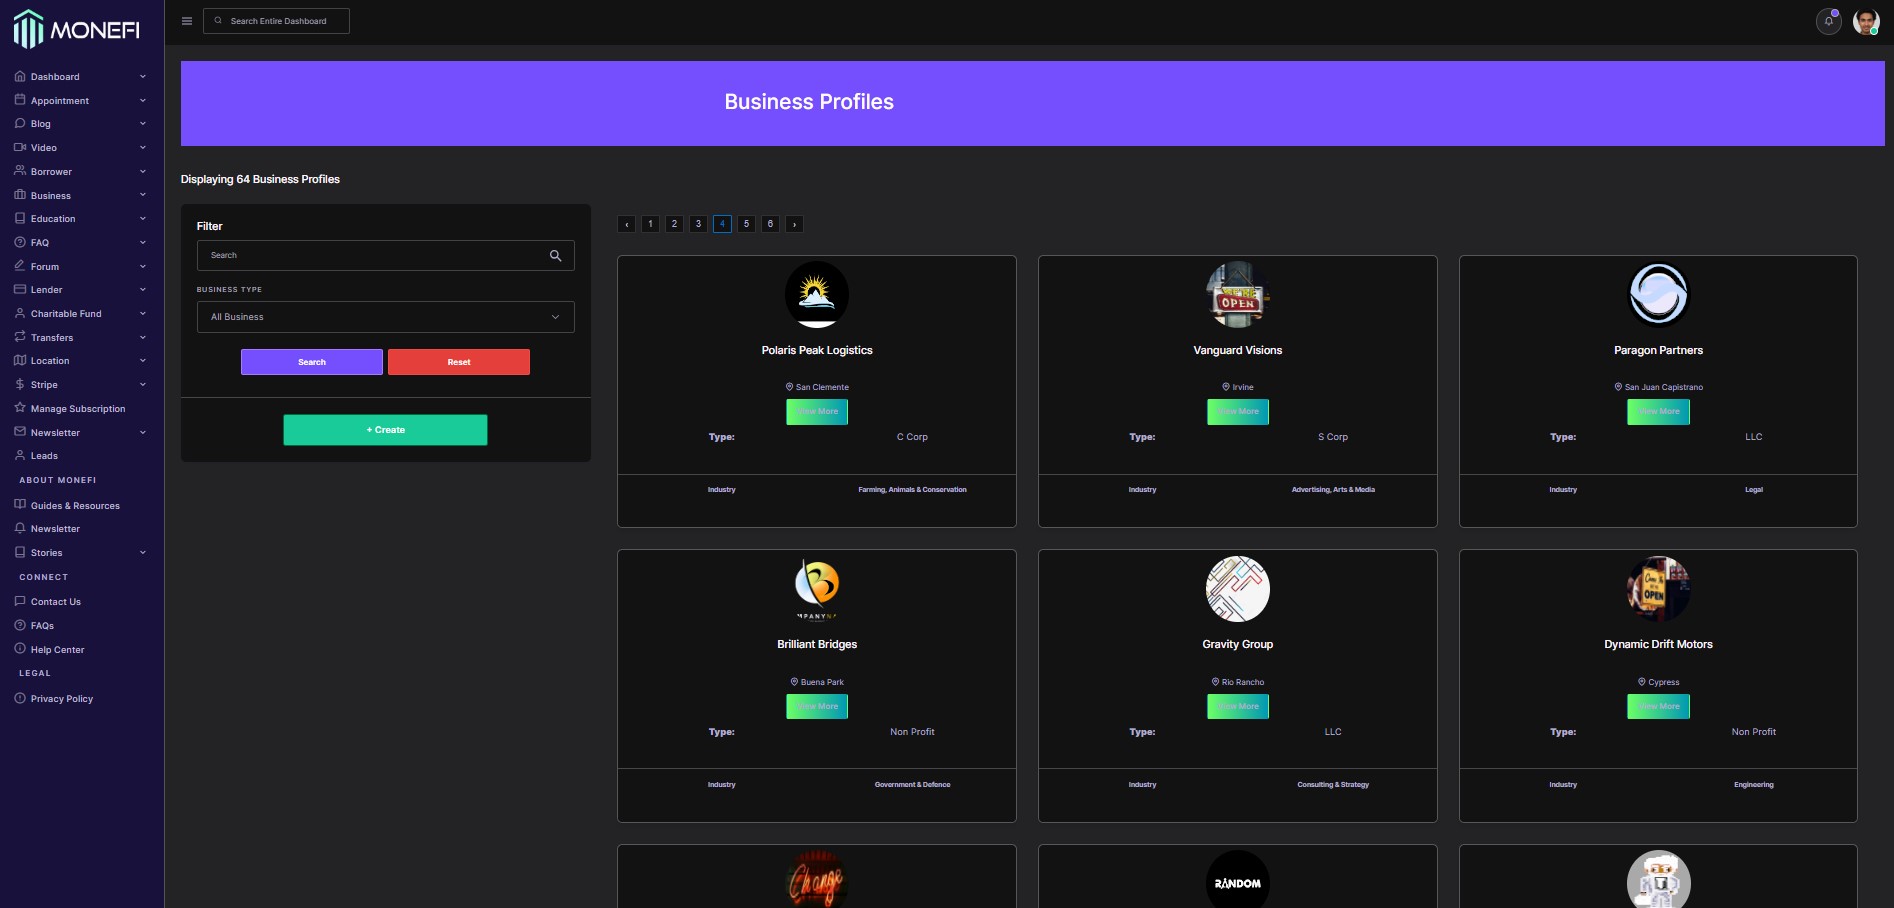 MONEFI
Search Entire Dashboard
Dashboard
Appointment
Blog
Video
Borrower
Business
Education
FAQ
Forum
Lender
Charitable Fund
Transfers
Location
Stripe
Manage Subscription
Newsletter
Leads
ABOUT MONEFI
Guides & Resources
Newsletter
Stories
CONNECT
Contact Us
FAQs
Help Center
LEGAL
Privacy Policy
Business Profiles
Displaying 64 Business Profiles
Filter
Search
BUSINESS TYPE
All Business
Search Reset
+ Create
‹ 1 2 3 4 5 6 ›
OPEN
Polaris Peak Logistics
San Clemente
View More
Type: C Corp
Industry Farming, Animals & Conservation
Vanguard Visions
Irvine
View More
Type: S Corp
Industry Advertising, Arts & Media
Paragon Partners
San Juan Capistrano
View More
Type: LLC
Industry Legal
Brilliant Bridges
Buena Park
View More
Type: Non Profit
Industry Government & Defence
Gravity Group
Rio Rancho
View More
Type: LLC
Industry Consulting & Strategy
OPEN
Dynamic Drift Motors
Cypress
View More
Type: Non Profit
Industry Engineering
Change
RANDOM